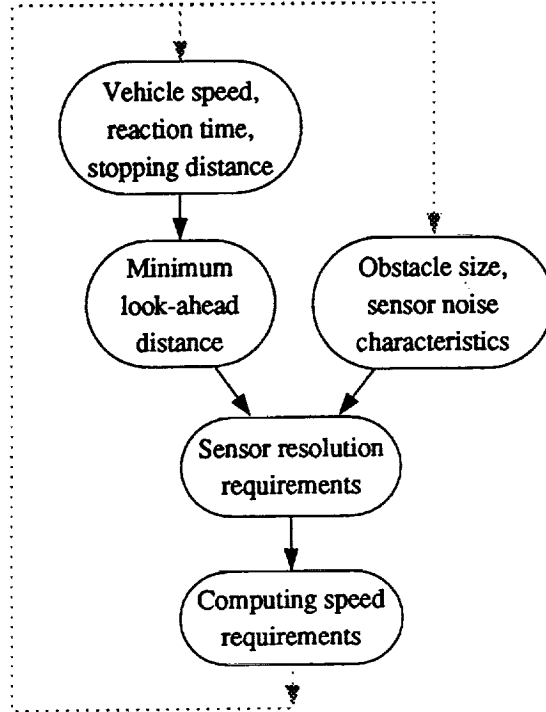 Vehicle speed,
reaction time,
stopping distance
Minimum
look-ahead
distance
Obstacle size,
sensor noise
characteristics
Sensor resolution
requirements
Computing speed
requirements